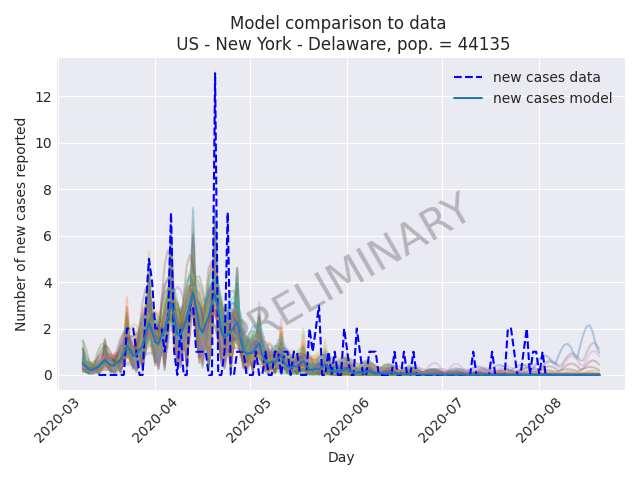 Model comparison to data
US - New York - Delaware, pop. = 44135
new cases data
new cases model
Number of new cases reported
12
10
8
6
4
2
0
PRELIMINARY
2020-03
2020-04
2020-05
2020-06
2020-07
2020-08
Day